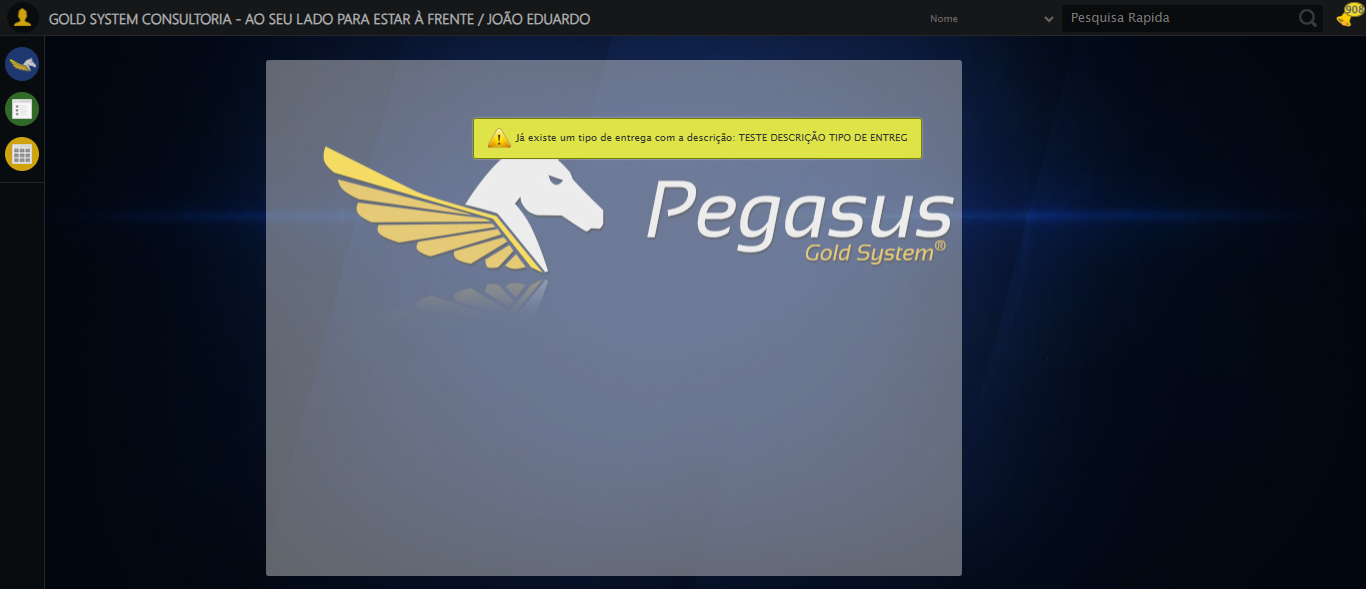 GOLD SYSTEM CONSULTORIA - AO SEU LADO PARA ESTAR À FRENTE / JOÃO EDUARDO
Nome
Pesquisa Rapida
908
Já existe um tipo de entrega com a descrição: TESTE DESCRIÇÃO TIPO DE ENTREG
Pegasus
Gold System®